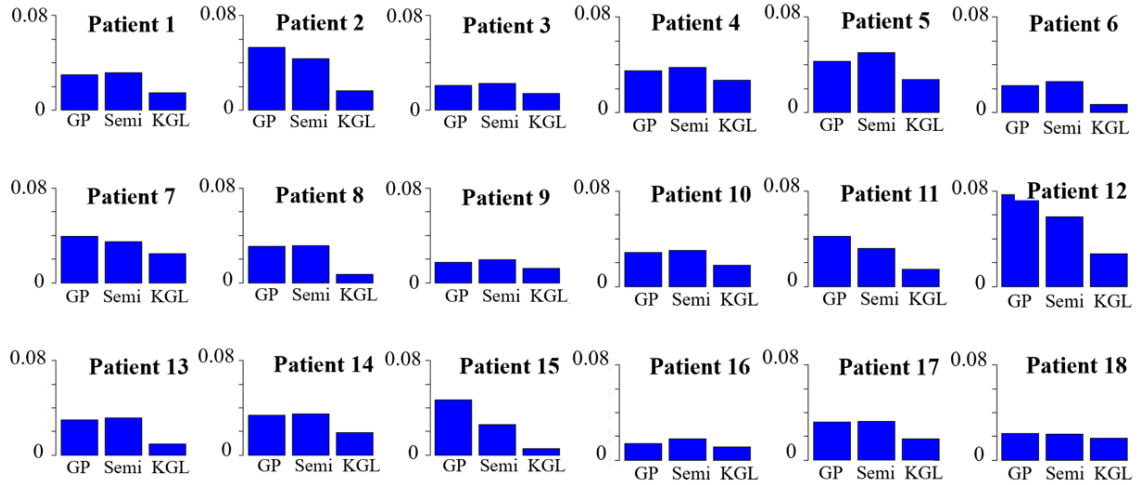 0.08 Patient 1 0.08 Patient 2 0.08 Patient 3 0.08 Patient 4 0.08 Patient 5 0.08 Patient 6
0 0 0 0 0 0
GP Semi KGL GP Semi KGL GP Semi KGL GP Semi KGL GP Semi KGL GP Semi KGL
0.08 Patient 7 0.08 Patient 8 0.08 Patient 9 0.08 Patient 10 0.08 Patient 11 0.08 Patient 12
0 0 0 0 0 0
GP Semi KGL GP Semi KGL GP Semi KGL GP Semi KGL GP Semi KGL GP Semi KGL
0.08 Patient 13 0.08 Patient 14 0.08 Patient 15 0.08 Patient 16 0.08 Patient 17 0.08 Patient 18
0 0 0 0 0 0
GP Semi KGL GP Semi KGL GP Semi KGL GP Semi KGL GP Semi KGL GP Semi KGL